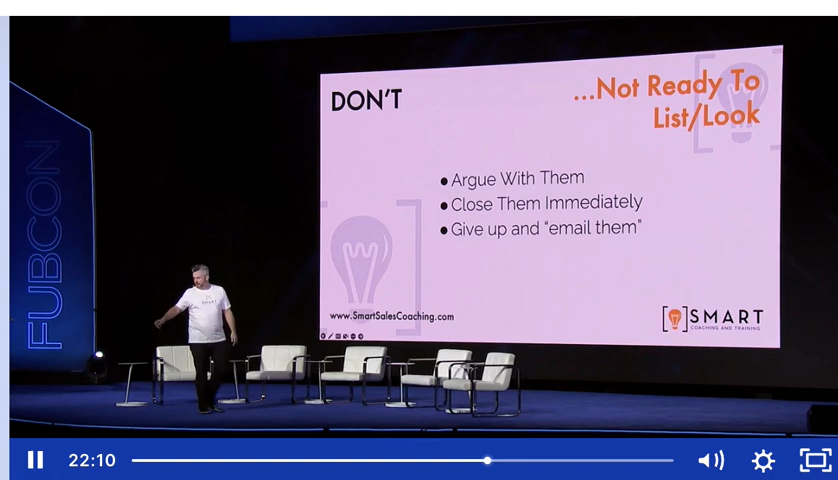 DON'T
...Not Ready To
List/Look
● Argue With Them
● Close Them Immediately
● Give up and “email them”
www.SmartSalesCoaching.com
[ ]SMART
COACHING AND TRAINING
FUBCON
SMART
22:10